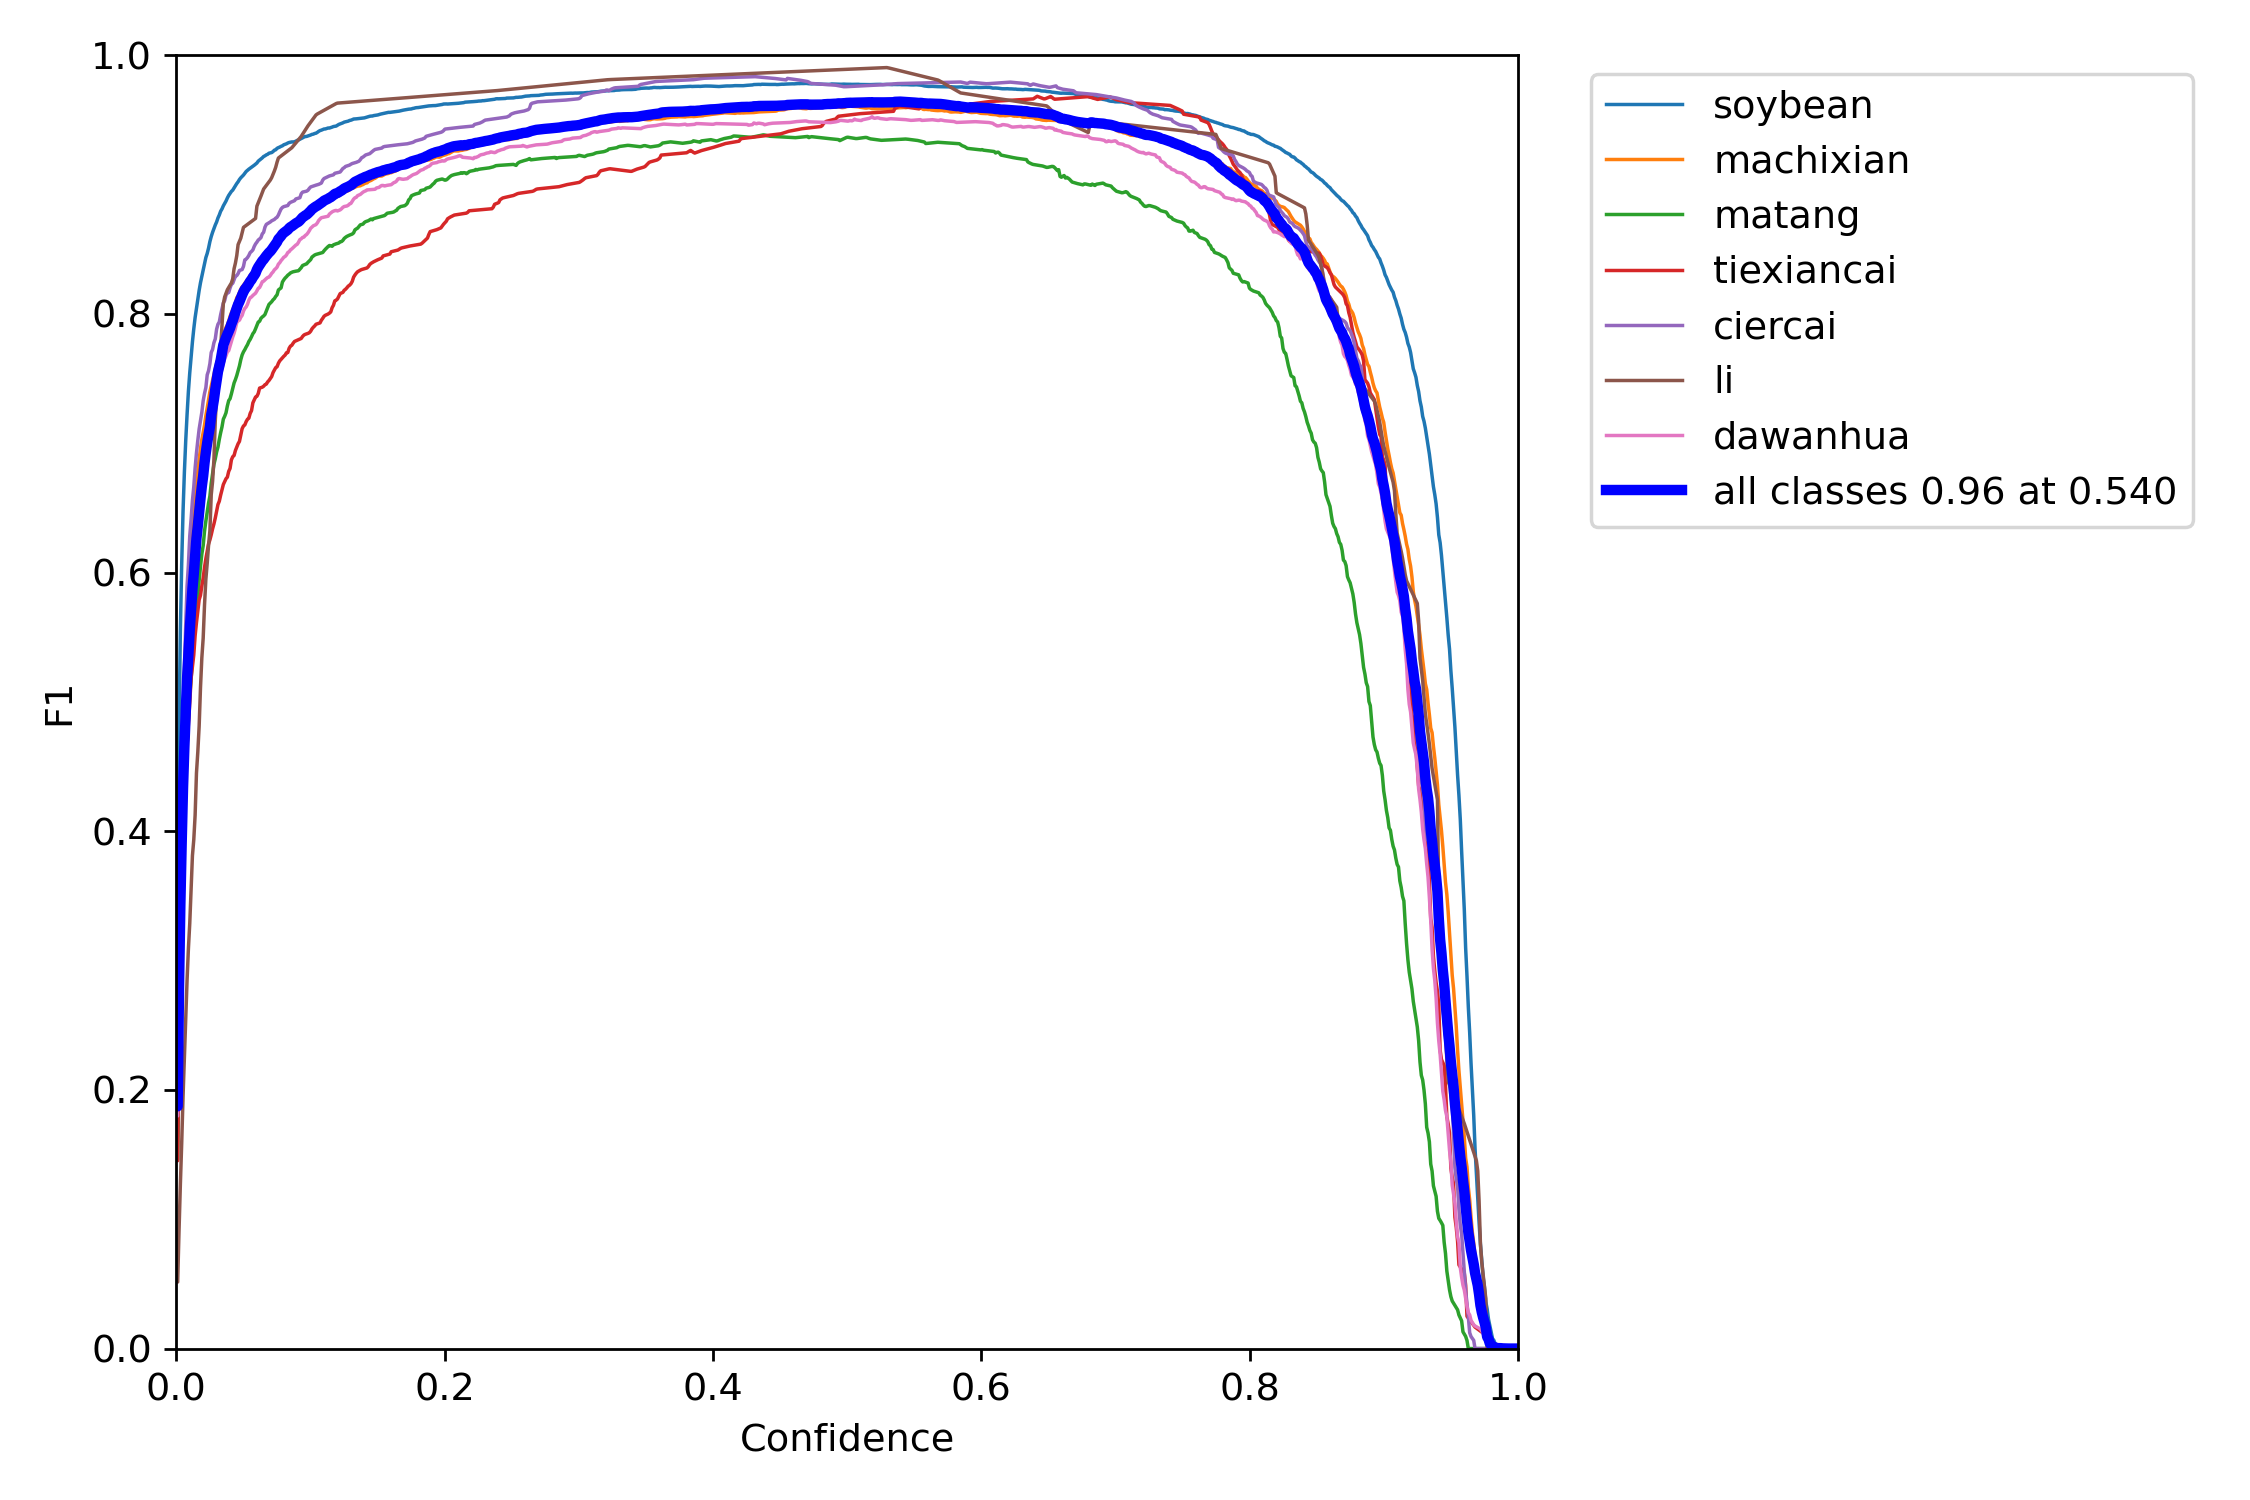 1.0
0.8
0.6
0.4
0.2
0.0
F1
0.0 0.2 0.4 0.6 0.8 1.0
Confidence
soybean
machixian
matang
tiexiancai
ciercai
li
dawanhua
all classes 0.96 at 0.540